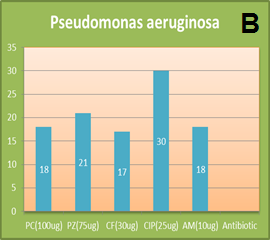 Pseudomonas aeruginosa B
35
30
25
20
15
10
5
0
18 21 17 30 18
PC(100ug) PZ(75ug) CF(30ug) CIP(25ug) AM(10ug) Antibiotic